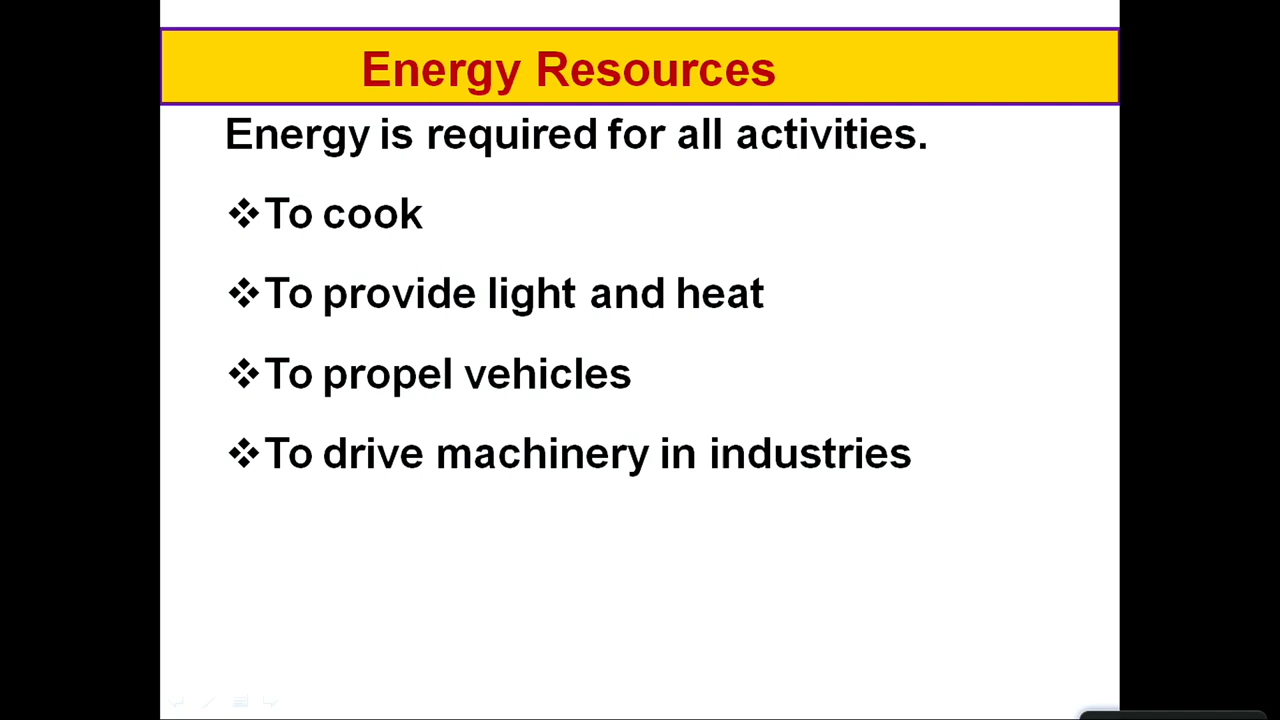 Energy Resources
Energy is required for all activities.
❖To cook
❖To provide light and heat
❖To propel vehicles
❖To drive machinery in industries